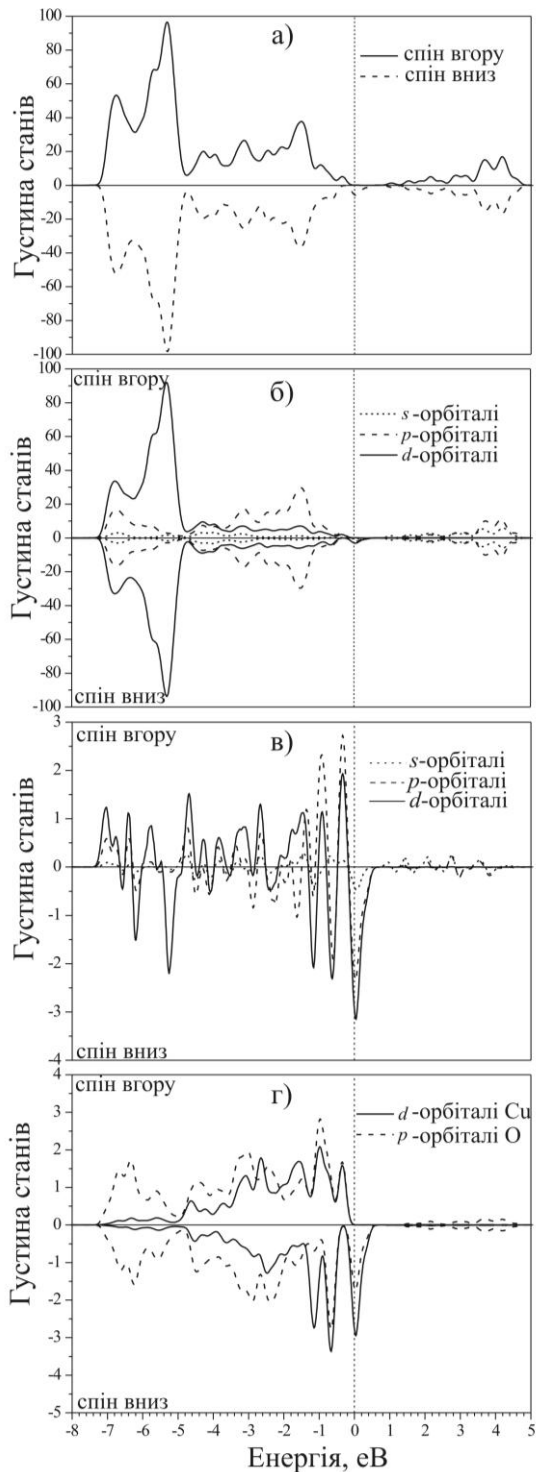 а)
спін вгору
спін вниз
Густина станів
100
80
60
40
20
0
-20
-40
-60
-80
-100
б)
спін вгору
s-орбіталі
p-орбіталі
d-орбіталі
Густина станів
100
80
60
40
20
0
-20
-40
-60
-80
-100
спін вниз
в)
спін вгору
s-орбіталі
p-орбіталі
d-орбіталі
Густина станів
3
2
1
0
-1
-2
-3
-4
спін вниз
г)
спін вгору
d-орбіталі Cu
p-орбіталі O
Густина станів
4
3
2
1
0
-1
-2
-3
-4
-5
спін вниз
-8 -7 -6 -5 -4 -3 -2 -1 0 1 2 3 4 5
Енергія, еВ